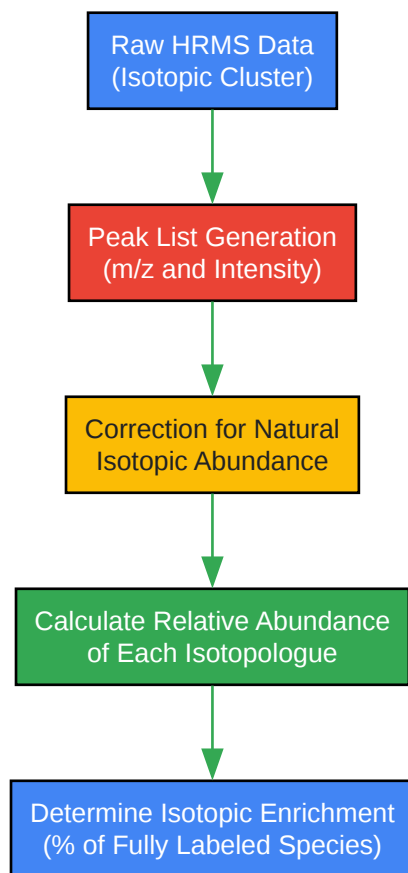 Raw HRMS Data
(Isotopic Cluster)
Peak List Generation
(m/z and Intensity)
Correction for Natural
Isotopic Abundance
Calculate Relative Abundance
of Each Isotopologue
Determine Isotopic Enrichment
(% of Fully Labeled Species)